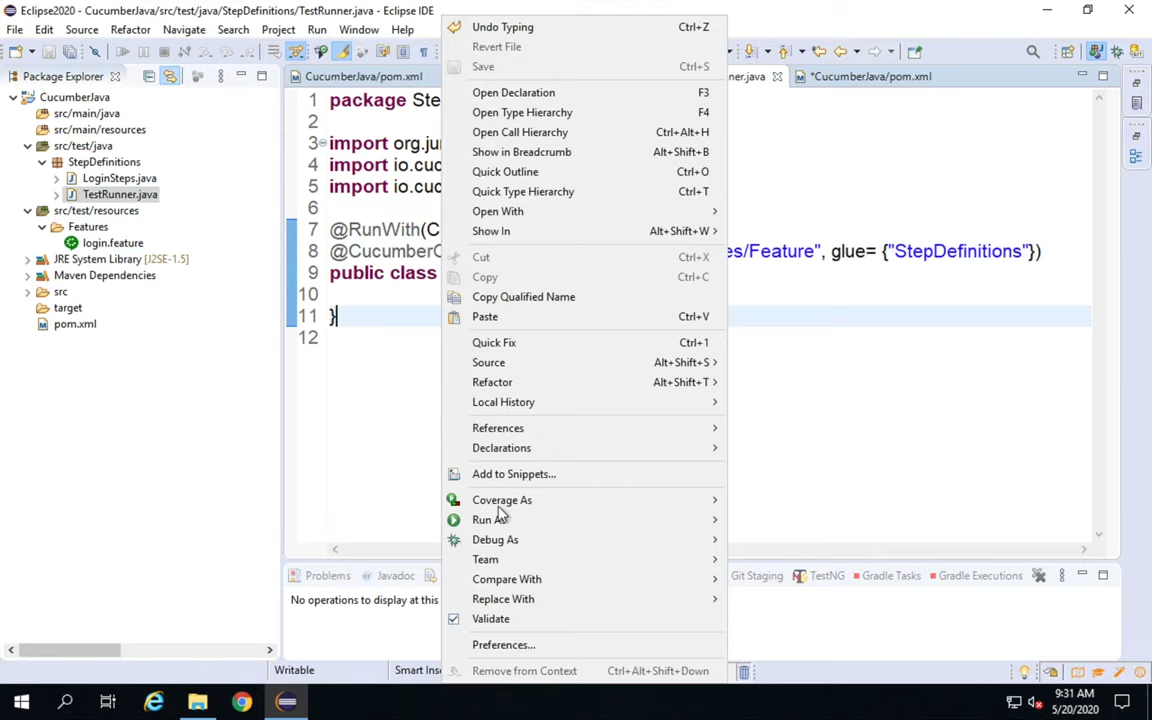 Eclipse2020 - CucumberJava/src/test/java/StepDefinitions/TestRunner.java - Eclipse IDE
File Edit Source Refactor Navigate Search Project Run Window Help
Package Explorer
CucumberJava
src/main/java
src/main/resources
src/test/java
StepDefinitions
LoginSteps.java
TestRunner.java
src/test/resources
Features
login.feature
JRE System Library [J2SE-1.5]
Maven Dependencies
src
target
pom.xml
CucumberJava/pom.xml
ner.java
*CucumberJava/pom.xml
1 package Ste
2
3 import org.ju
4 import io.cuc
5 import io.cuc
6
7 @RunWith(C
8 @CucumberC es/Feature", glue= {"StepDefinitions"})
9 public class
10
11 }
12
Undo Typing Ctrl+Z
Revert File
Save Ctrl+S
Open Declaration F3
Open Type Hierarchy F4
Open Call Hierarchy Ctrl+Alt+H
Show in Breadcrumb Alt+Shift+B
Quick Outline Ctrl+O
Quick Type Hierarchy Ctrl+T
Open With
Show In Alt+Shift+W
Cut Ctrl+X
Copy Ctrl+C
Copy Qualified Name
Paste Ctrl+V
Quick Fix Ctrl+1
Source Alt+Shift+S
Refactor Alt+Shift+T
Local History
References
Declarations
Add to Snippets...
Coverage As
Run As
Debug As
Team
Compare With
Replace With
Validate
Preferences...
Remove from Context Ctrl+Alt+Shift+Down
Problems @ Javadoc
Git Staging TestNG Gradle Tasks Gradle Executions
No operations to display at this
Writable Smart Inse
9:31 AM
5/20/2020